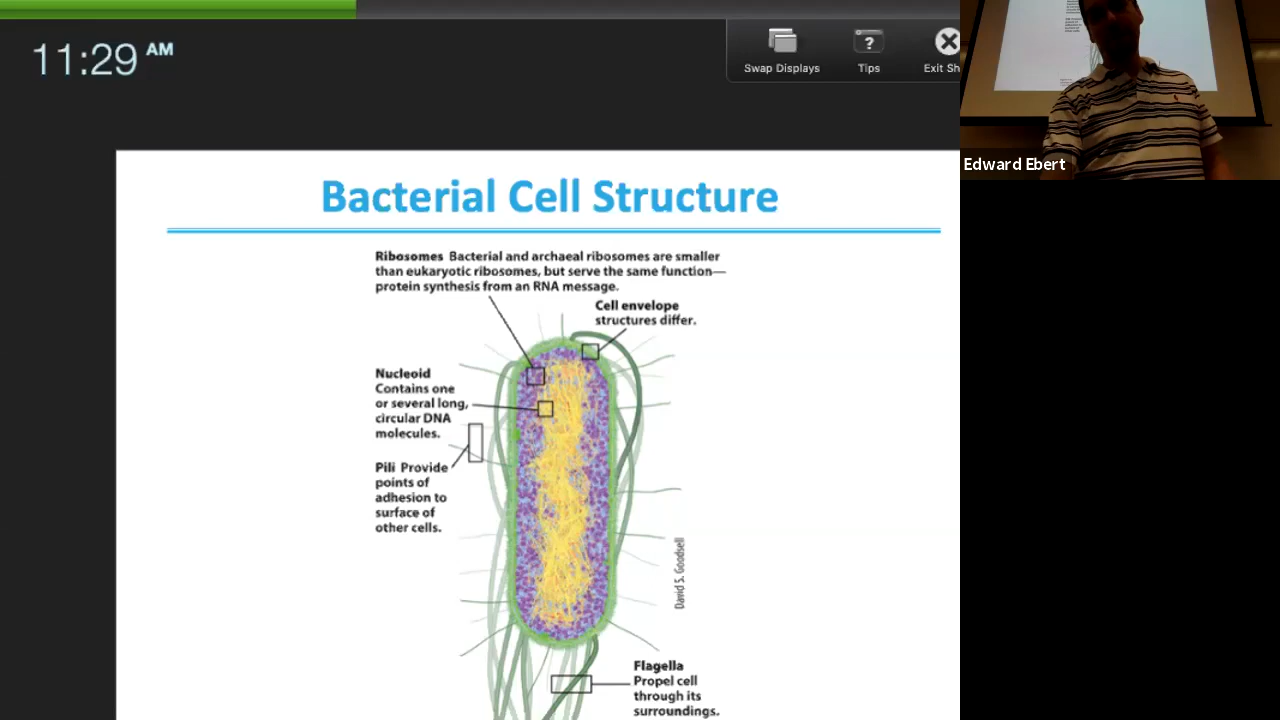 11:29 AM
Swap Displays
Tips
Exit Sh
Edward Ebert
Bacterial Cell Structure
Ribosomes Bacterial and archaeal ribosomes are smaller
than eukaryotic ribosomes, but serve the same function—
protein synthesis from an RNA message.
Cell envelope
structures differ.
Nucleoid
Contains one
or several long,
circular DNA
molecules.
Pili Provide
points of
adhesion to
surface of
other cells.
David S. Goodsell
Flagella
Propel cell
through its
surroundings.